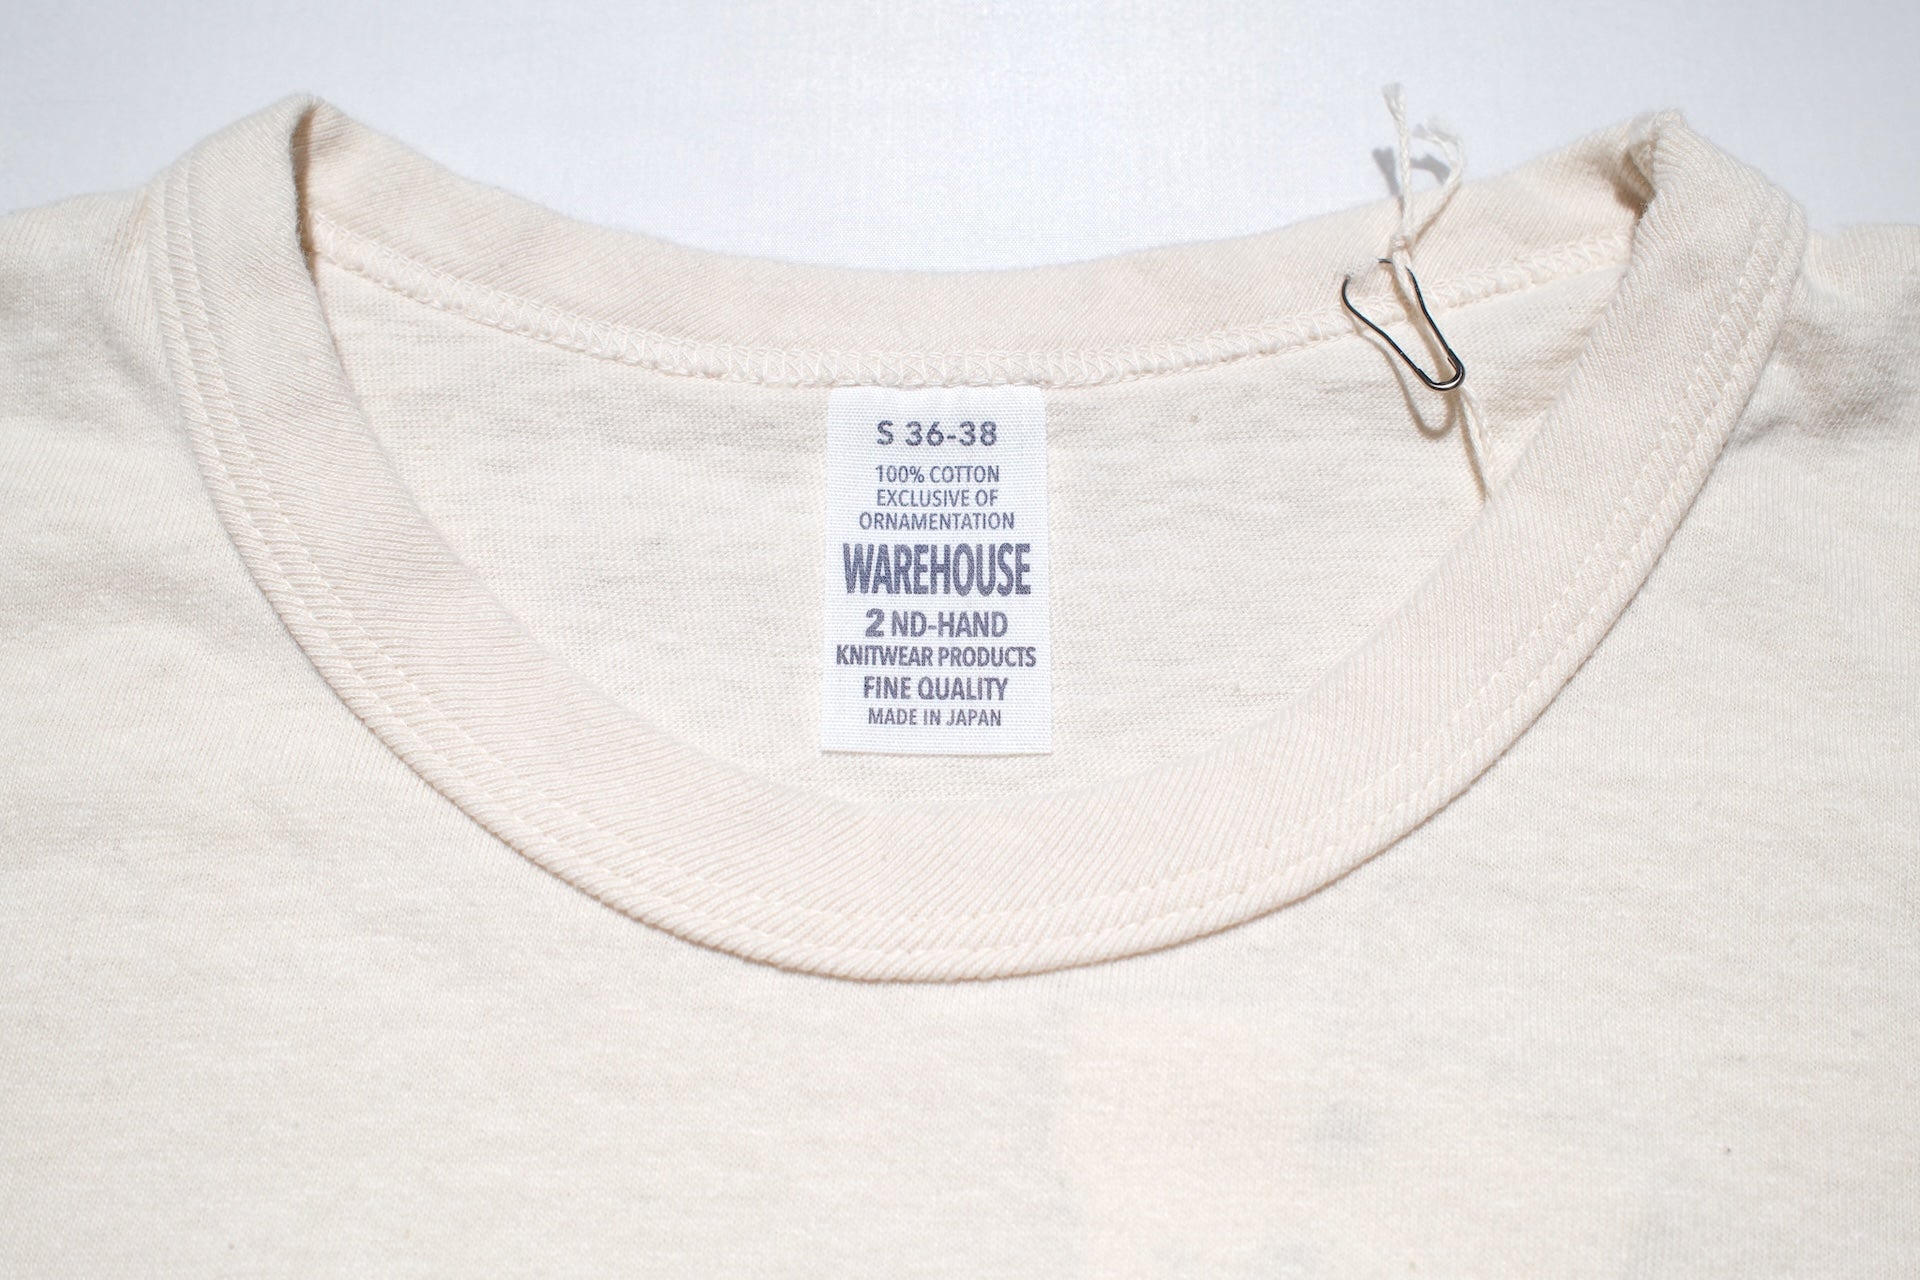 S 36-38
100% COTTON
EXCLUSIVE OF
ORNAMENTATION
WAREHOUSE
2 ND-HAND
KNITWEAR PRODUCTS
FINE QUALITY
MADE IN JAPAN